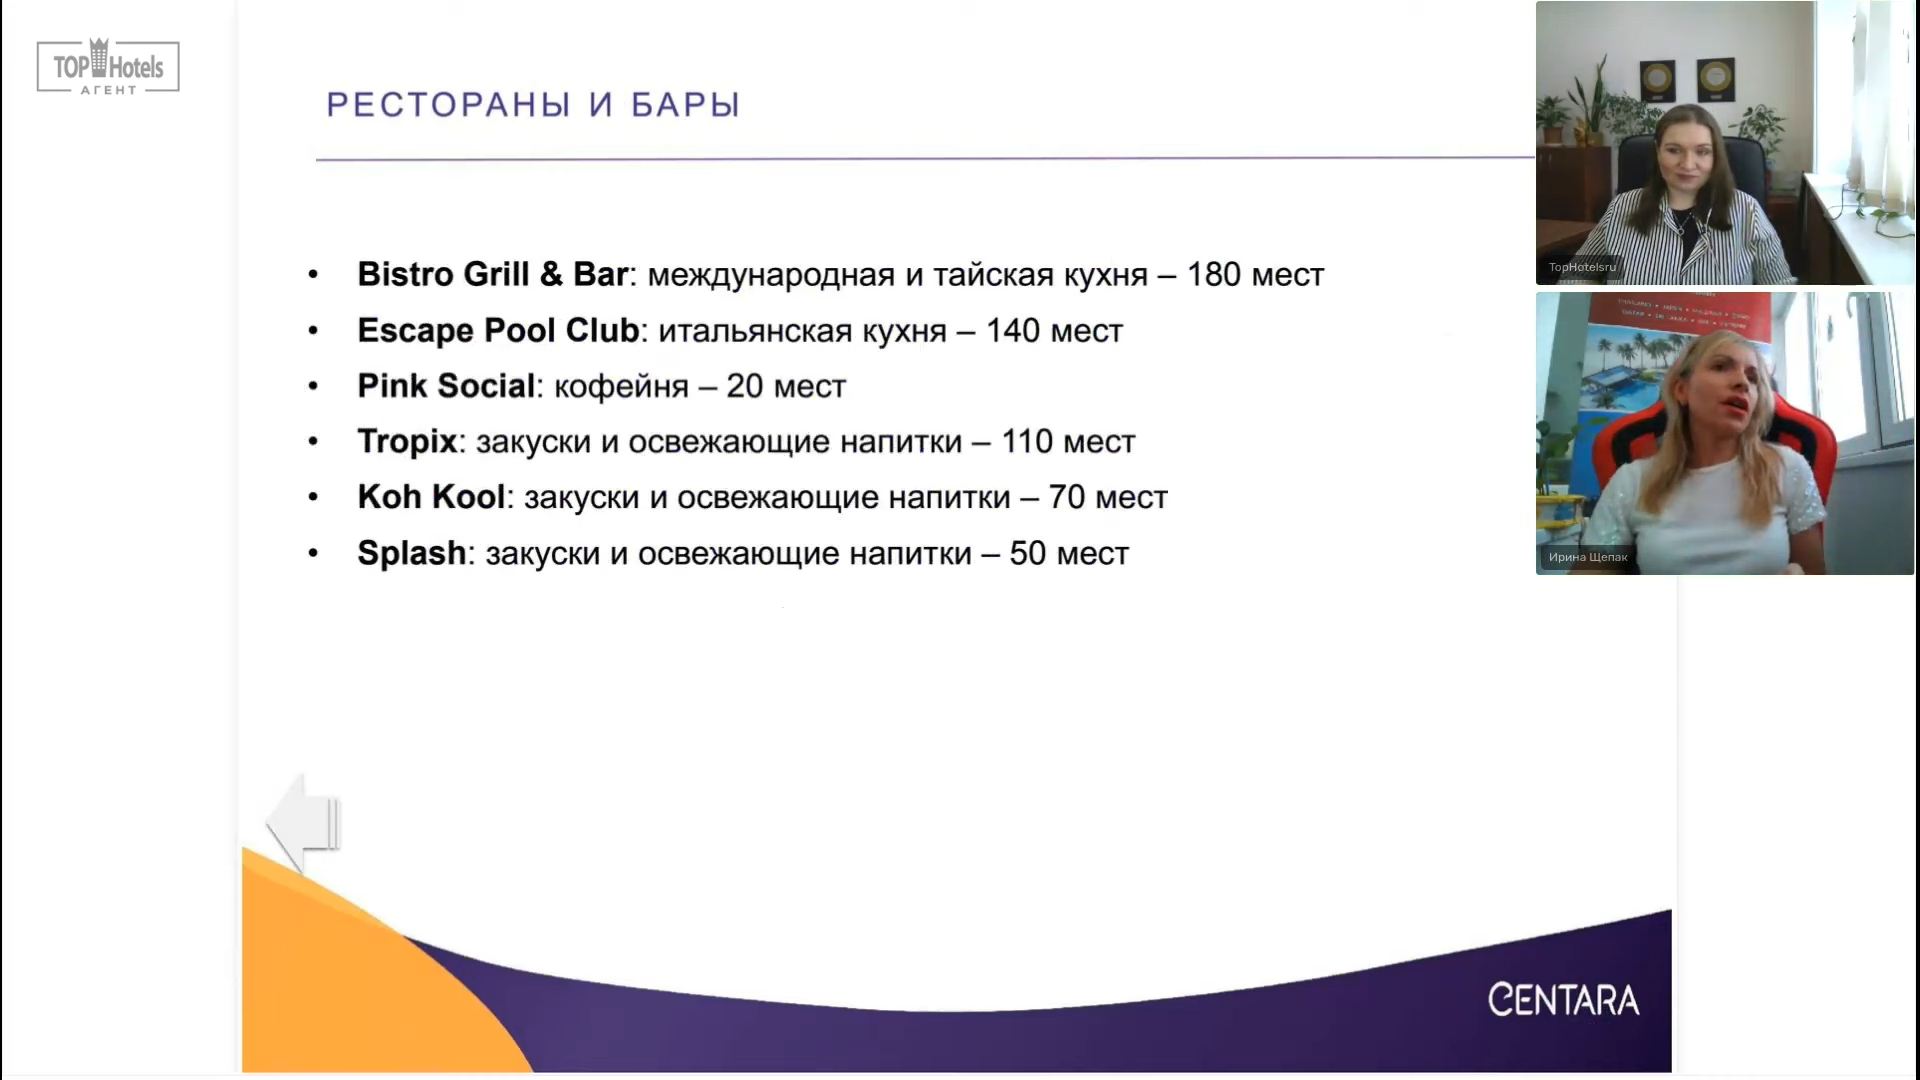 TOP Hotels
АГЕНТ
РЕСТОРАНЫ И БАРЫ
• Bistro Grill & Bar: международная и тайская кухня – 180 мест
• Escape Pool Club: итальянская кухня – 140 мест
• Pink Social: кофейня – 20 мест
• Tropix: закуски и освежающие напитки – 110 мест
• Koh Kool: закуски и освежающие напитки – 70 мест
• Splash: закуски и освежающие напитки – 50 мест
TopHotelsru
Ирина Щепак
CENTARA